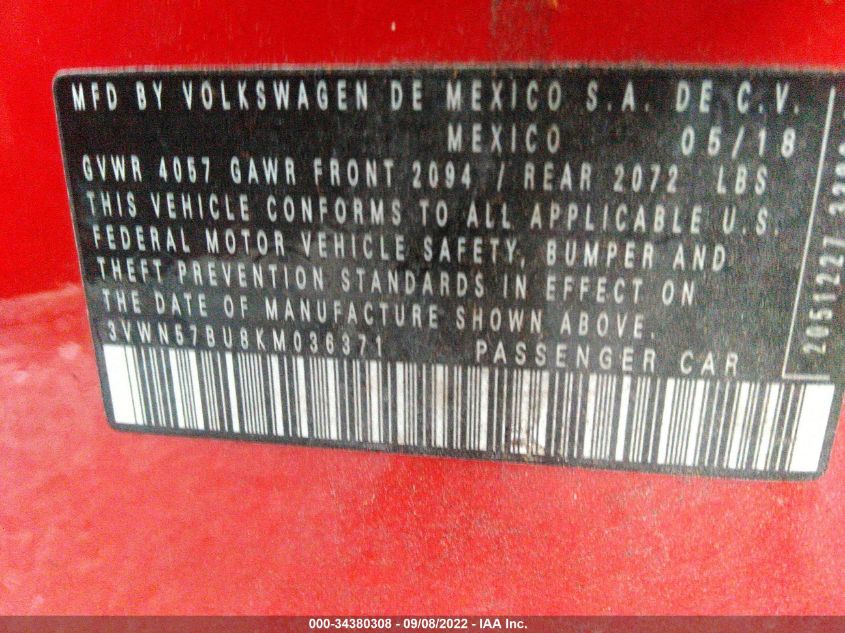 MFD BY VOLKSWAGEN DE MEXICO S.A. DE C.V.
MEXICO 05/18
GVWR 4057 GAWR FRONT 2094 / REAR 2072 LBS
THIS VEHICLE CONFORMS TO ALL APPLICABLE U.S.
FEDERAL MOTOR VEHICLE SAFETY, BUMPER AND
THEFT PREVENTION STANDARDS IN EFFECT ON
THE DATE OF MANUFACTURE SHOWN ABOVE.
3VWN57BU8KM036371 PASSENGER CAR
2051227
000-34380308 - 09/08/2022 - IAA Inc.